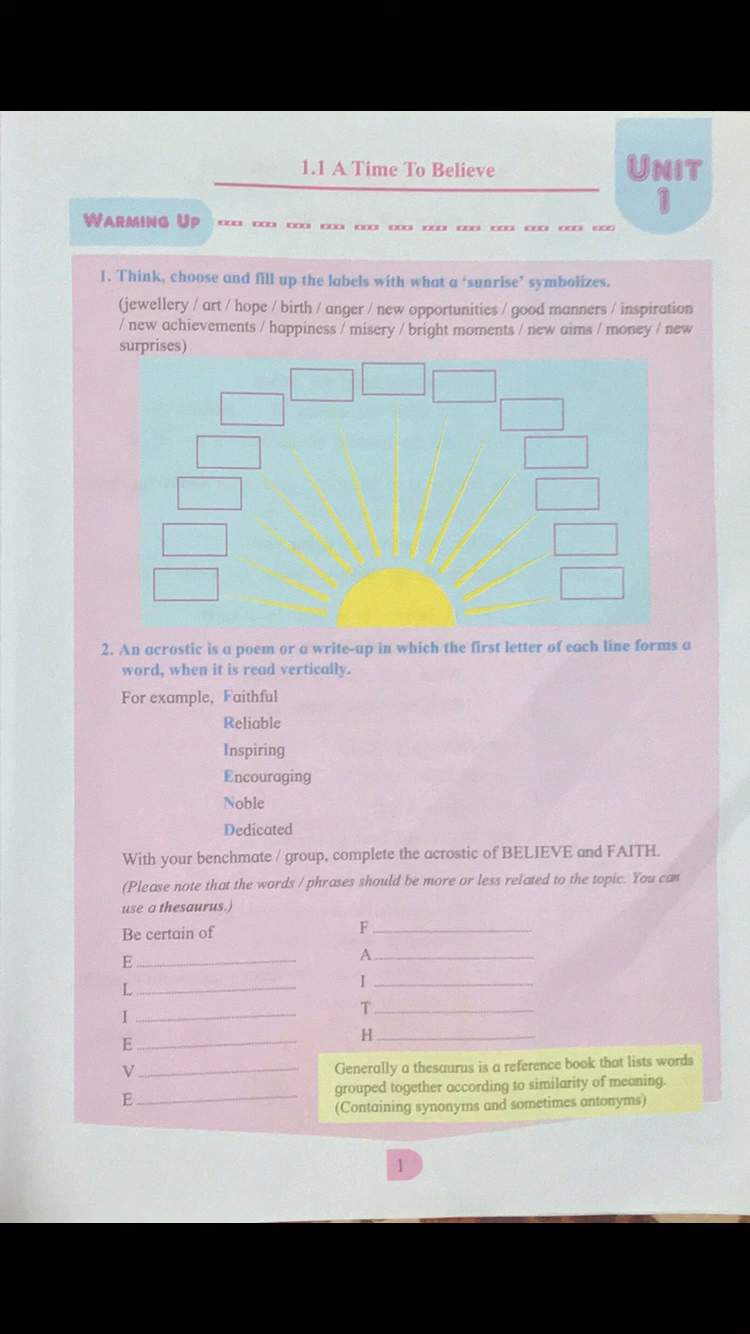 1.1 A Time To Believe
UNIT
1
WARMING UP
1. Think, choose and fill up the labels with what a ‘sunrise’ symbolizes.
(jewellery / art / hope / birth / anger / new opportunities / good manners / inspiration
/ new achievements / happiness / misery / bright moments / new aims / money / new
surprises)
2. An acrostic is a poem or a write-up in which the first letter of each line forms a
word, when it is read vertically.
For example, Faithful
Reliable
Inspiring
Encouraging
Noble
Dedicated
With your benchmate / group, complete the acrostic of BELIEVE and FAITH.
(Please note that the words / phrases should be more or less related to the topic. You can
use a thesaurus.)
Be certain of
E
L
I
E
V
E
F
A
I
T
H
Generally a thesaurus is a reference book that lists words
grouped together according to similarity of meaning.
(Containing synonyms and sometimes antonyms)
1